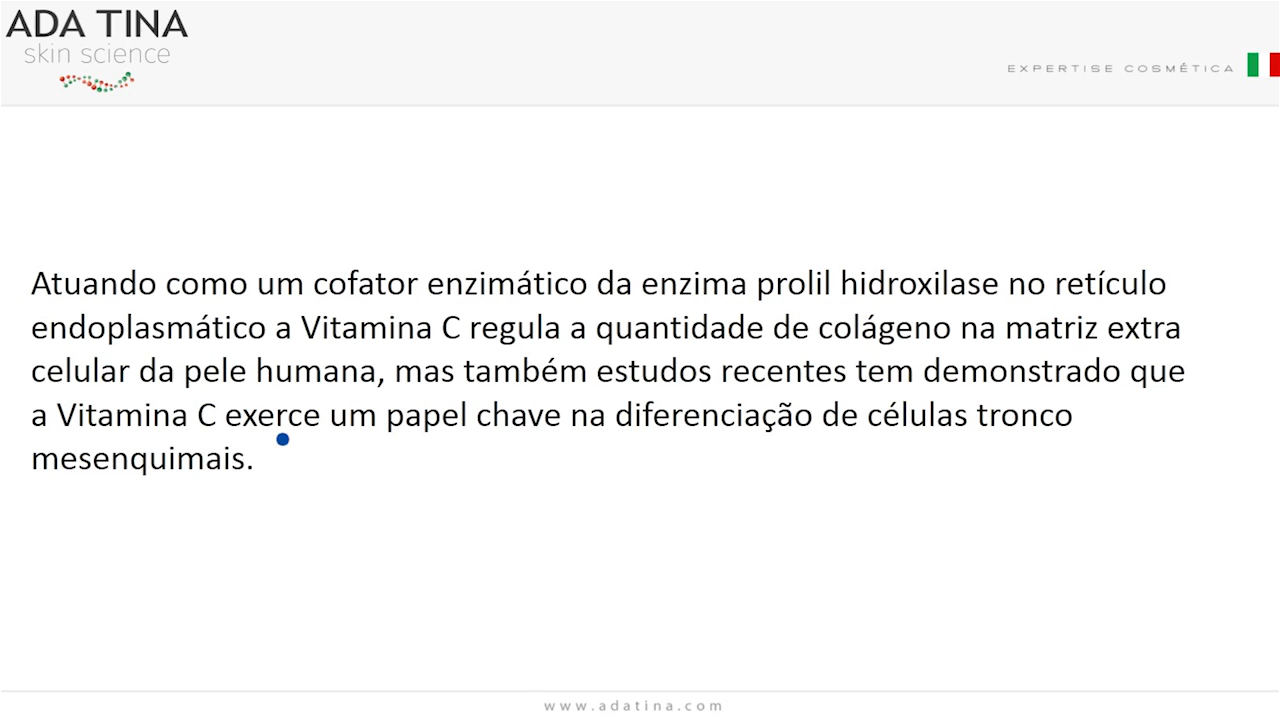 ADA TINA
skin science
EXPERTISE COSMÉTICA
Atuando como um cofator enzimático da enzima prolil hidroxilase no retículo
endoplasmático a Vitamina C regula a quantidade de colágeno na matriz extra
celular da pele humana, mas também estudos recentes tem demonstrado que
a Vitamina C exerce um papel chave na diferenciação de células tronco
mesenquimais.
www.adatina.com